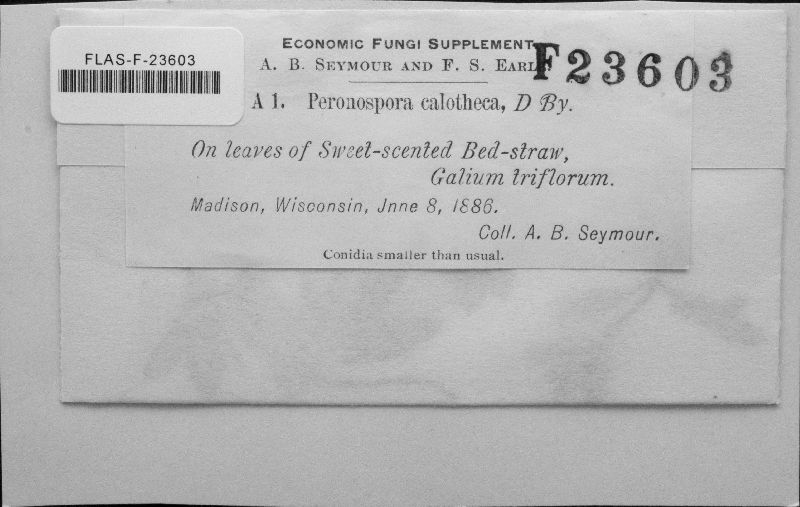 FLAS-F-23603
ECONOMIC FUNGI SUPPLEMENT
A. B. SEYMOUR AND F. S. EARL
F23603
A 1. Peronospora calotheca, D By.
On leaves of Sweet-scented Bed-straw,
Galium triflorum.
Madison, Wisconsin, Jnne 8, 1886.
Coll. A. B. Seymour.
Conidia smaller than usual.